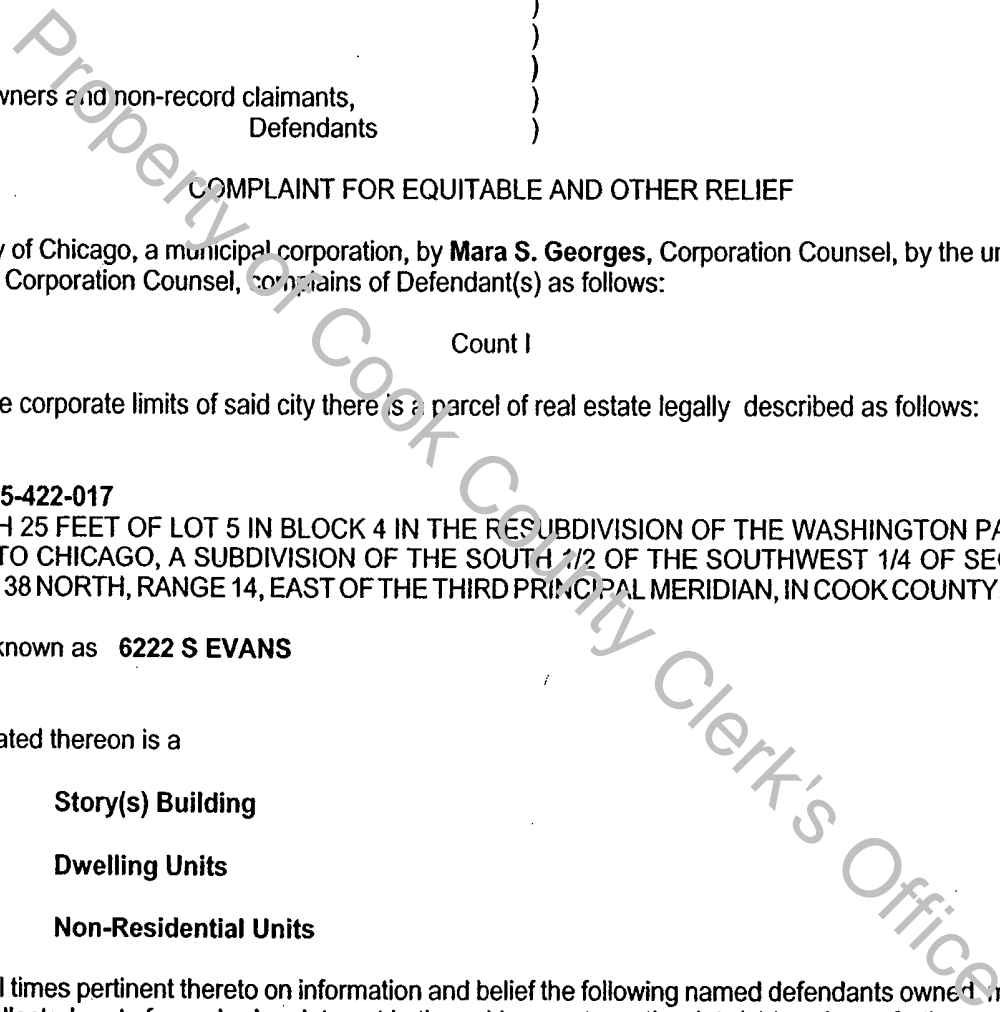 )
)
)
wners and non-record claimants, )
Defendants )
COMPLAINT FOR EQUITABLE AND OTHER RELIEF
of Chicago, a municipal corporation, by Mara S. Georges, Corporation Counsel, by the
Corporation Counsel, complains of Defendant(s) as follows:
Count I
e corporate limits of said city there is a parcel of real estate legally described as follows:
5-422-017
H 25 FEET OF LOT 5 IN BLOCK 4 IN THE RESUBDIVISION OF THE WASHINGTON PA
TO CHICAGO, A SUBDIVISION OF THE SOUTH 1/2 OF THE SOUTHWEST 1/4 OF
38 NORTH, RANGE 14, EAST OF THE THIRD PRINCIPAL MERIDIAN, IN COOK COUNTY
known as 6222 S EVANS
ated thereon is a
Story(s) Building
Dwelling Units
Non-Residential Units
l times pertinent thereto on information and belief the following named defendants owned
Property of Cook County Clerk's Office